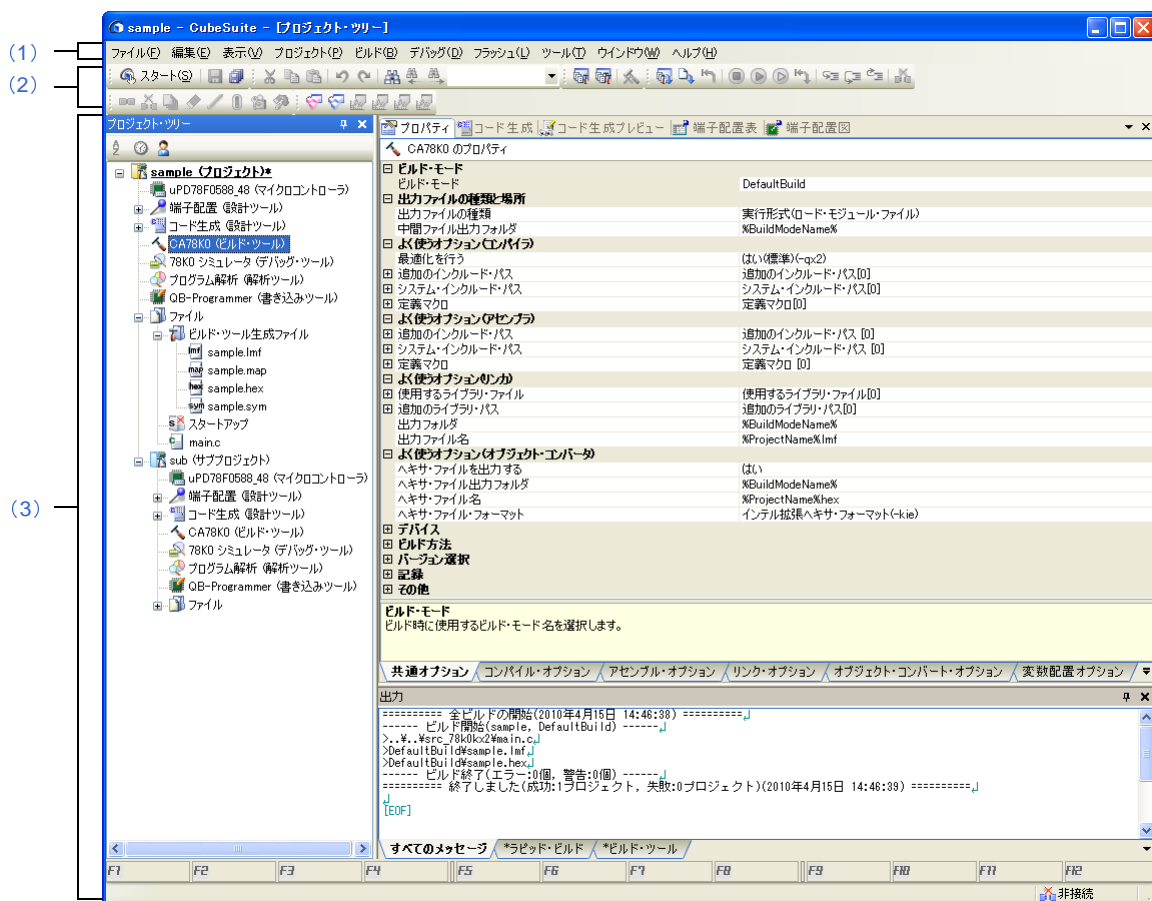 sample - CubeSuite - [プロジェクト・ツリー]
(1)
ファイル(F) 編集(E) 表示(V) プロジェクト(P) ビルド(B) デバッグ(D) フラッシュ(L) ツール(T) ウインドウ(W) ヘルプ(H)
(2)
スタート(S)
(3)
プロジェクト・ツリー
sample (プロジェクト)*
uPD78F0588_48 (マイクロコントローラ)
端子配置 (設計ツール)
コード生成 (設計ツール)
CA78K0 (ビルド・ツール)
78K0 シミュレータ (デバッグ・ツール)
プログラム解析 (解析ツール)
QB-Programmer (書き込みツール)
ファイル
ビルド・ツール生成ファイル
lmf sample.lmf
map sample.map
hex sample.hex
sym sample.sym
スタートアップ
main.c
sub (サブプロジェクト)
uPD78F0588_48 (マイクロコントローラ)
端子配置 (設計ツール)
コード生成 (設計ツール)
CA78K0 (ビルド・ツール)
78K0 シミュレータ (デバッグ・ツール)
プログラム解析 (解析ツール)
QB-Programmer (書き込みツール)
ファイル
プロパティ コード生成 コード生成プレビュー 端子配置表 端子配置図
CA78K0 のプロパティ
ビルド・モード
ビルド・モード DefaultBuild
出力ファイルの種類と場所
出力ファイルの種類 実行形式(ロード・モジュール・ファイル)
中間ファイル出力フォルダ %BuildModeName%
よく使うオプション(コンパイラ)
最適化を行う はい(標準)(-qx2)
追加のインクルード・パス 追加のインクルード・パス[0]
システム・インクルード・パス システム・インクルード・パス[0]
定義マクロ 定義マクロ[0]
よく使うオプション(アセンブラ)
追加のインクルード・パス 追加のインクルード・パス [0]
システム・インクルード・パス システム・インクルード・パス [0]
定義マクロ 定義マクロ [0]
よく使うオプション(リンカ)
使用するライブラリ・ファイル 使用するライブラリ・ファイル[0]
追加のライブラリ・パス 追加のライブラリ・パス[0]
出力フォルダ %BuildModeName%
出力ファイル名 %ProjectName%.lmf
よく使うオプション(オブジェクト・コンバータ)
ヘキサ・ファイルを出力する はい
ヘキサ・ファイル出力フォルダ %BuildModeName%
ヘキサ・ファイル名 %ProjectName%.hex
ヘキサ・ファイル・フォーマット インテル拡張ヘキサ・フォーマット(-kie)
デバイス
ビルド方法
バージョン選択
記録
その他
ビルド・モード
ビルド時に使用するビルド・モード名を選択します。
共通オプション コンパイル・オプション アセンブル・オプション リンク・オプション オブジェクト・コンバート・オプション 変数配置オプション
出力
========== 全ビルドの開始(2010年4月15日 14:46:38) ==========
------ ビルド開始(sample, DefaultBuild) ------
>..¥..¥src_78k0kx2¥main.c
>DefaultBuild¥sample.lmf
>DefaultBuild¥sample.hex
------ ビルド終了(エラー:0個, 警告:0個) ------
========== 終了しました(成功:1プロジェクト, 失敗:0プロジェクト)(2010年4月15日 14:46:39) ==========
[EOF]
すべてのメッセージ *ラピッド・ビルド *ビルド・ツール
F1 F2 F3 F4 F5 F6 F7 F8 F9 F10 F11 F12
非接続